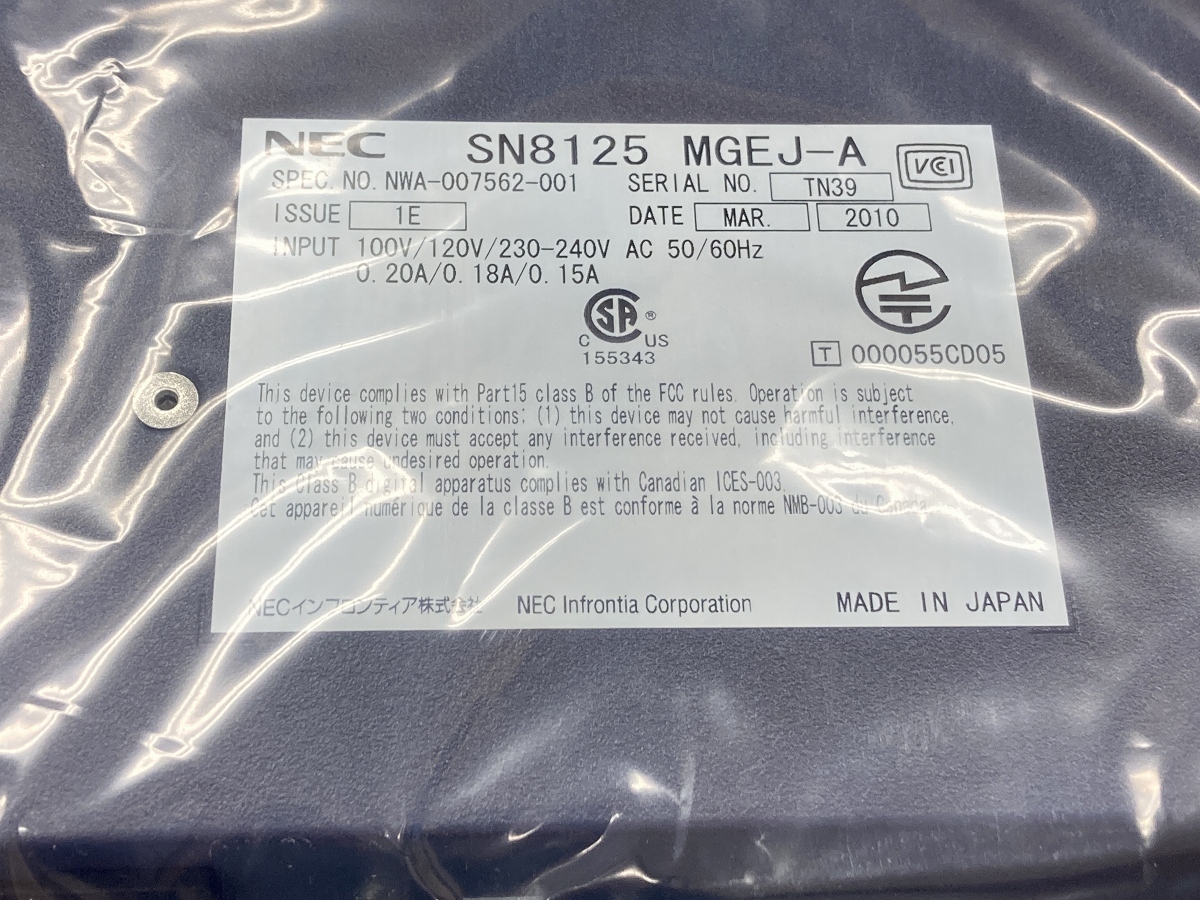 NEC SN8125 MGEJ-A VCCI
SPEC. NO. NWA-007562-001 SERIAL NO. TN39
ISSUE 1E DATE MAR. 2010
INPUT 100V/120V/230-240V AC 50/60Hz
0.20A/0.18A/0.15A
SA ®
C US
155343
T 000055CD05
This device complies with Part15 class B of the FCC rules. Operation is subject
to the following two conditions: (1) this device may not cause harmful interference,
and (2) this device must accept any interference received, including interference
that may cause undesired operation.
This Class B digital apparatus complies with Canadian ICES-003.
Cet appareil numérique de la classe B est conforme à la norme NMB-003 du Canada.
NECインフロンティア株式会社 NEC Infrontia Corporation MADE IN JAPAN